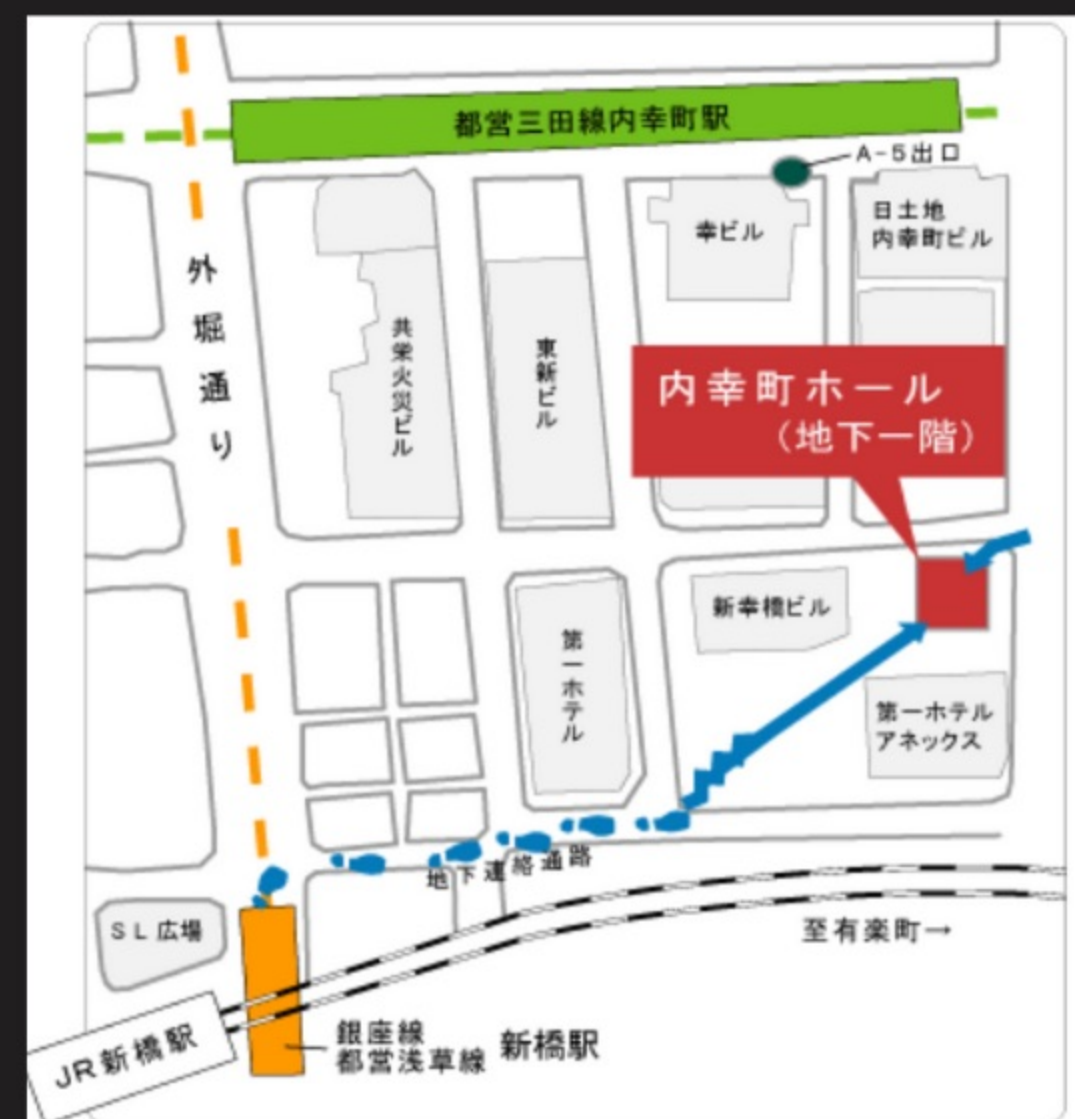 都営三田線内幸町駅
A-5出口
幸ビル
日土地
内幸町ビル
外堀通り
共栄火災ビル
東新ビル
内幸町ホール
(地下一階)
新幸橋ビル
第一ホテル
第一ホテル
アネックス
地下連絡通路
SL広場
至有楽町→
JR新橋駅
銀座線
都営浅草線
新橋駅